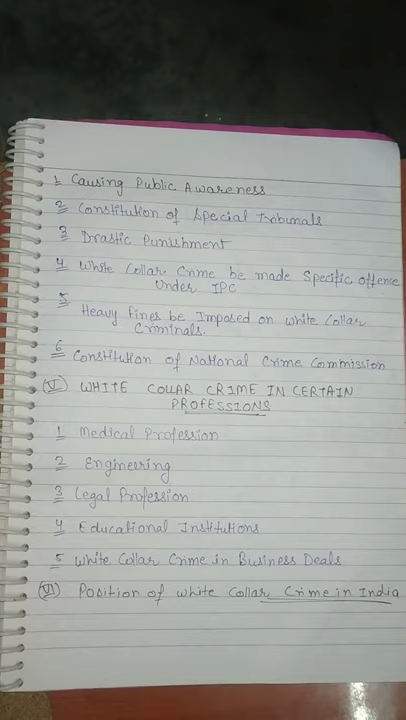 1 Causing Public Awareness
2 Constitution of Special Tribunals
3 Drastic Punishment
4 White Collar Crime be made Specific offence
Under IPC
5 Heavy fines be Imposed on White Collar
Criminals.
6 Constitution of National Crime Commission
(V) WHITE COLLAR CRIME IN CERTAIN
PROFESSIONS
1 Medical Profession
2 Engineering
3 Legal Profession
4 Educational Institutions
5 White Collar Crime in Business Deals
(VI) Position of White Collar Crime in India